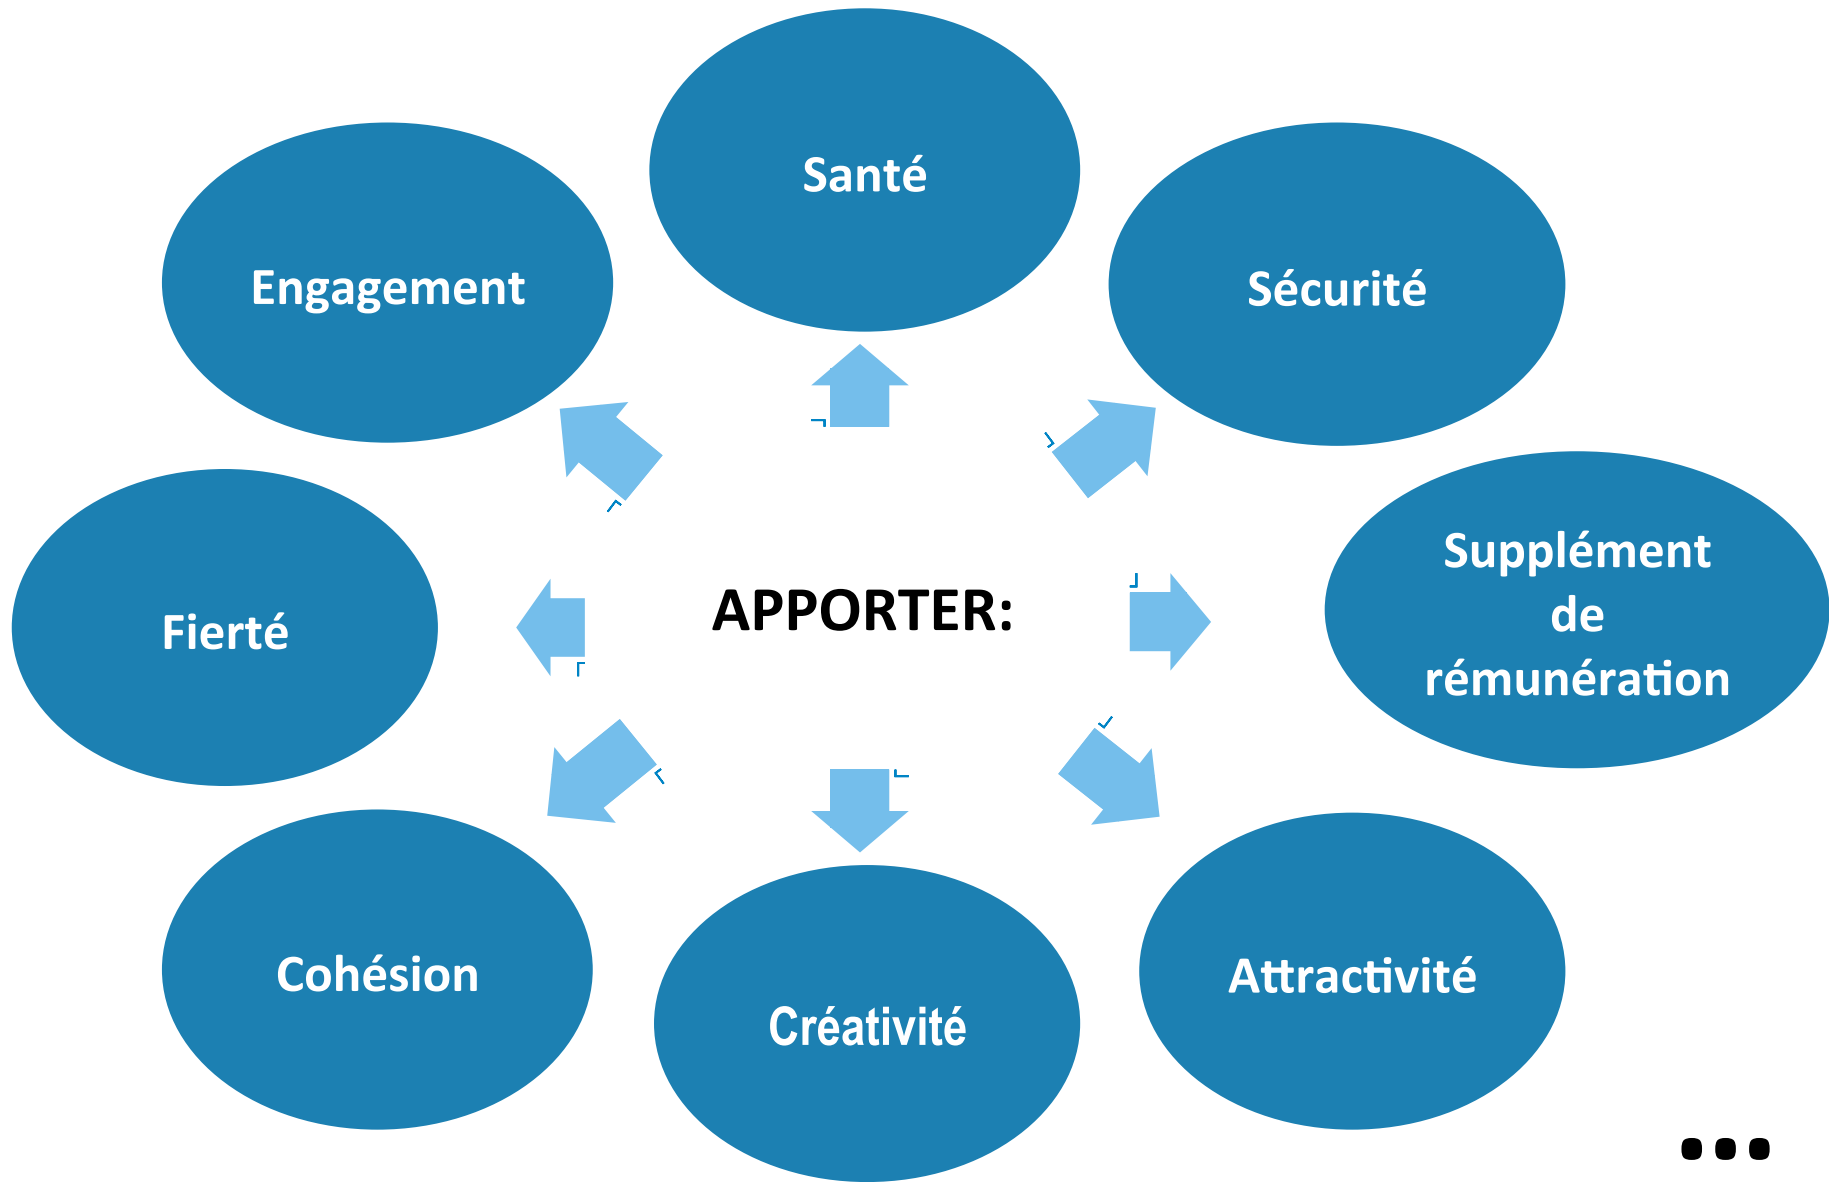 Santé
Engagement
Sécurité
Supplément
de
rémunération
APPORTER:
Fierté
Cohésion
Attractivité
Créativité
...